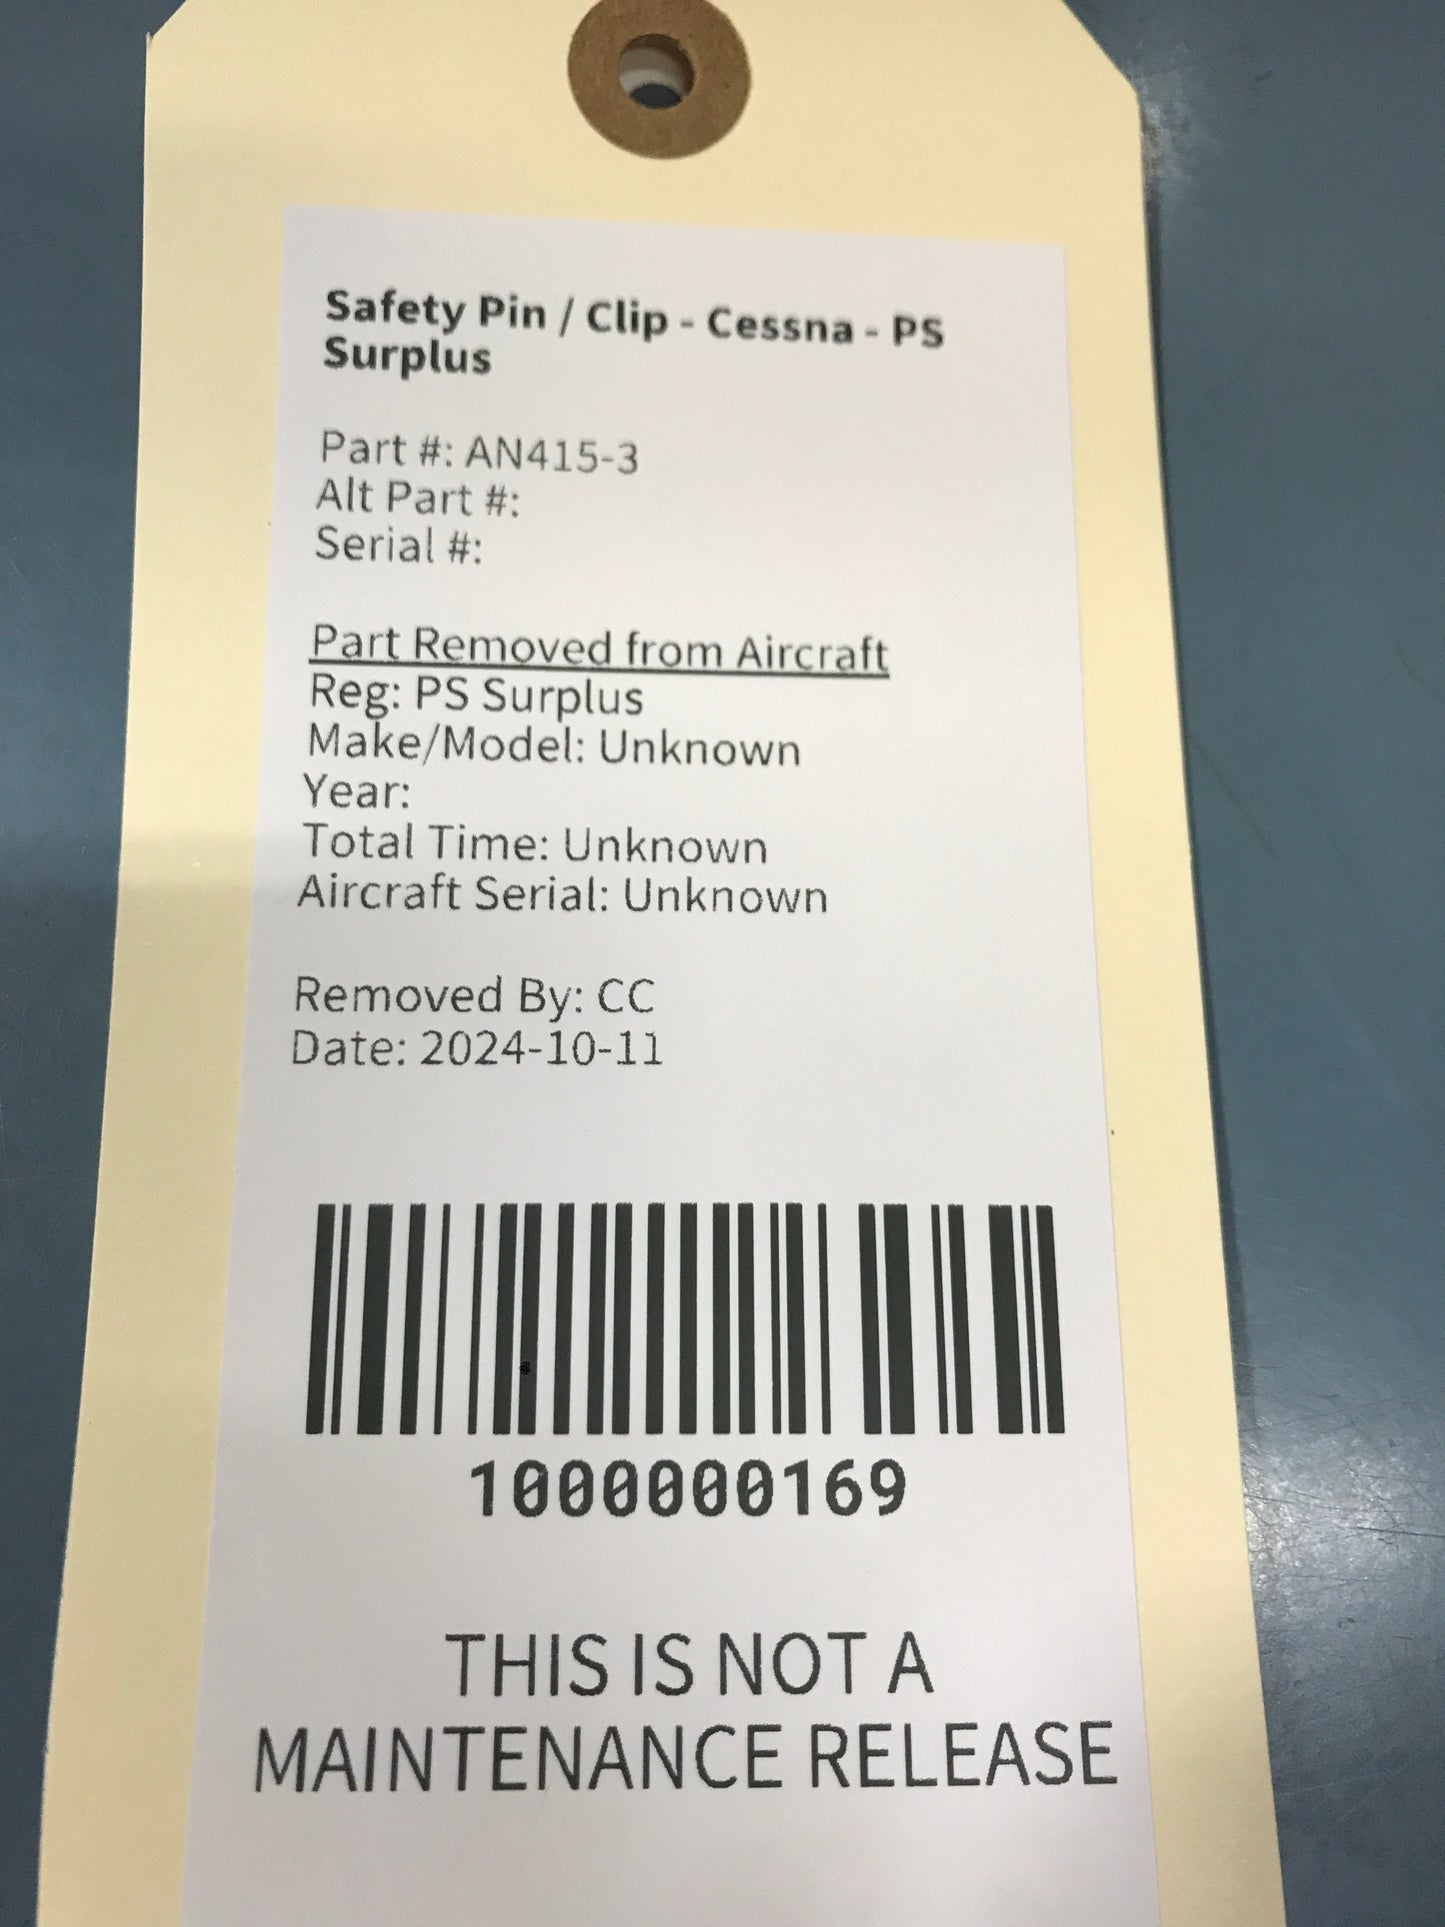 Safety Pin / Clip - Cessna - PS
Surplus
Part #: AN415-3
Alt Part #:
Serial #:
Part Removed from Aircraft
Reg: PS Surplus
Make/Model: Unknown
Year:
Total Time: Unknown
Aircraft Serial: Unknown
Removed By: CC
Date: 2024-10-11
1000000169
THIS IS NOT A
MAINTENANCE RELEASE